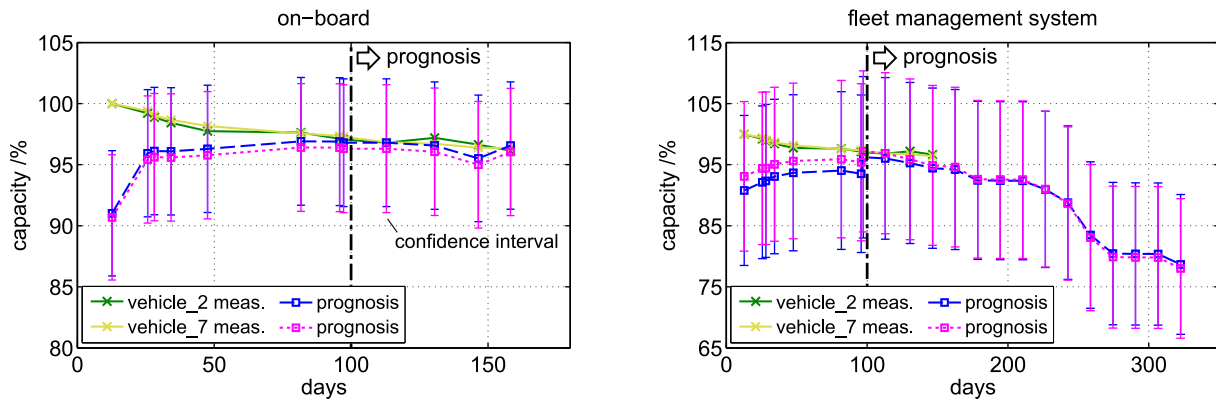 on-board
105
100
95
90
85
80
capacity /%
0
50
100
150
days
prognosis
confidence interval
vehicle_2 meas.
prognosis
vehicle_7 meas.
prognosis
fleet management system
115
105
95
85
75
65
capacity /%
0
100
200
300
days
prognosis
vehicle_2 meas.
prognosis
vehicle_7 meas.
prognosis